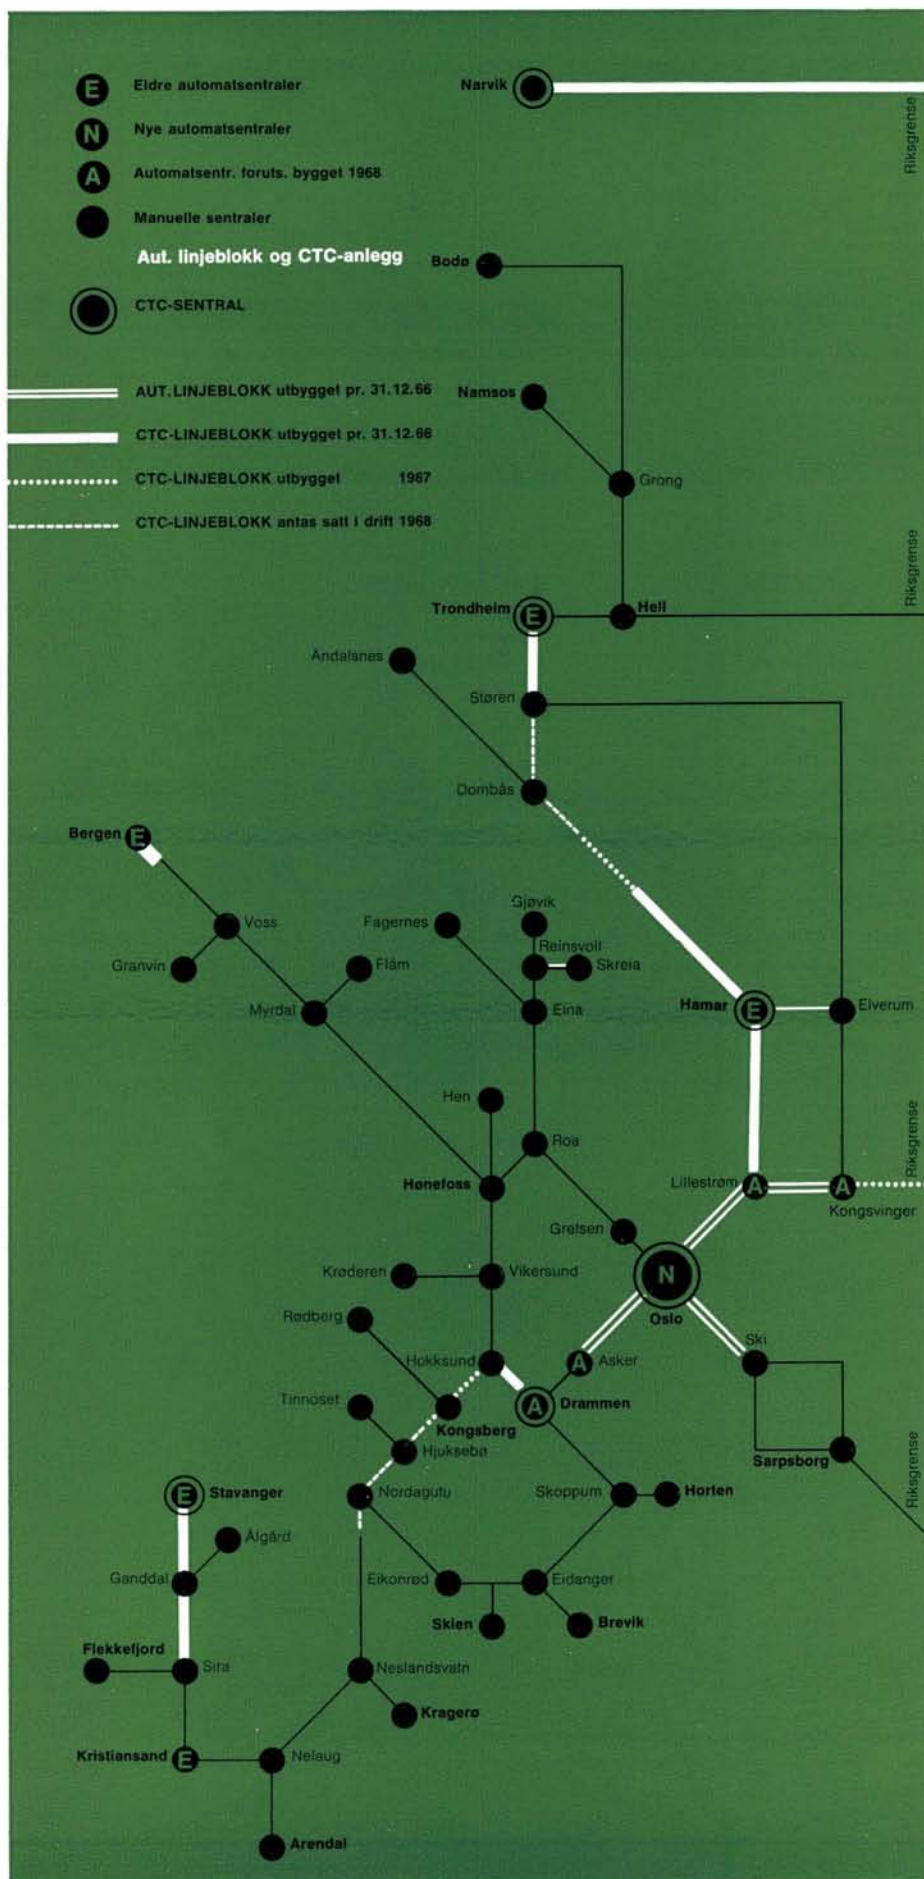 E Eldre automatsentraler
N Nye automatsentraler
A Automatsentr. foruts. bygget 1968
Manuelle sentraler
Aut. linjeblokk og CTC-anlegg
CTC-SENTRAL
AUT. LINJEBLOKK utbygget pr. 31.12.66
CTC-LINJEBLOKK utbygget pr. 31.12.66
CTC-LINJEBLOKK utbygget 1967
CTC-LINJEBLOKK antas satt i drift 1968
Narvik
Riksgrense
Bodø
Namsos
Grong
Riksgrense
Trondheim E
Hell
Åndalsnes
Støren
Dombås
Bergen E
Gjøvik
Voss
Fagernes
Reinsvoll
Granvin
Flåm
Skreia
Myrdal
Eina
Hamar E
Elverum
Hen
Roa
Riksgrense
Hønefoss
Lillestrøm A
A
Kongsvinger
Grefsen
Krøderen
Vikersund
N
Oslo
Rødberg
Ski
Hokksund
A Asker
Tinnoset
Kongsberg
A Drammen
Hjuksebø
Sarpsborg
Riksgrense
E Stavanger
Nordagutu
Skoppum
Horten
Ålgård
Ganddal
Eikonrød
Eidanger
Skien
Brevik
Flekkefjord
Sira
Neslandsvatn
Kragerø
Kristiansand E
Nelaug
Arendal